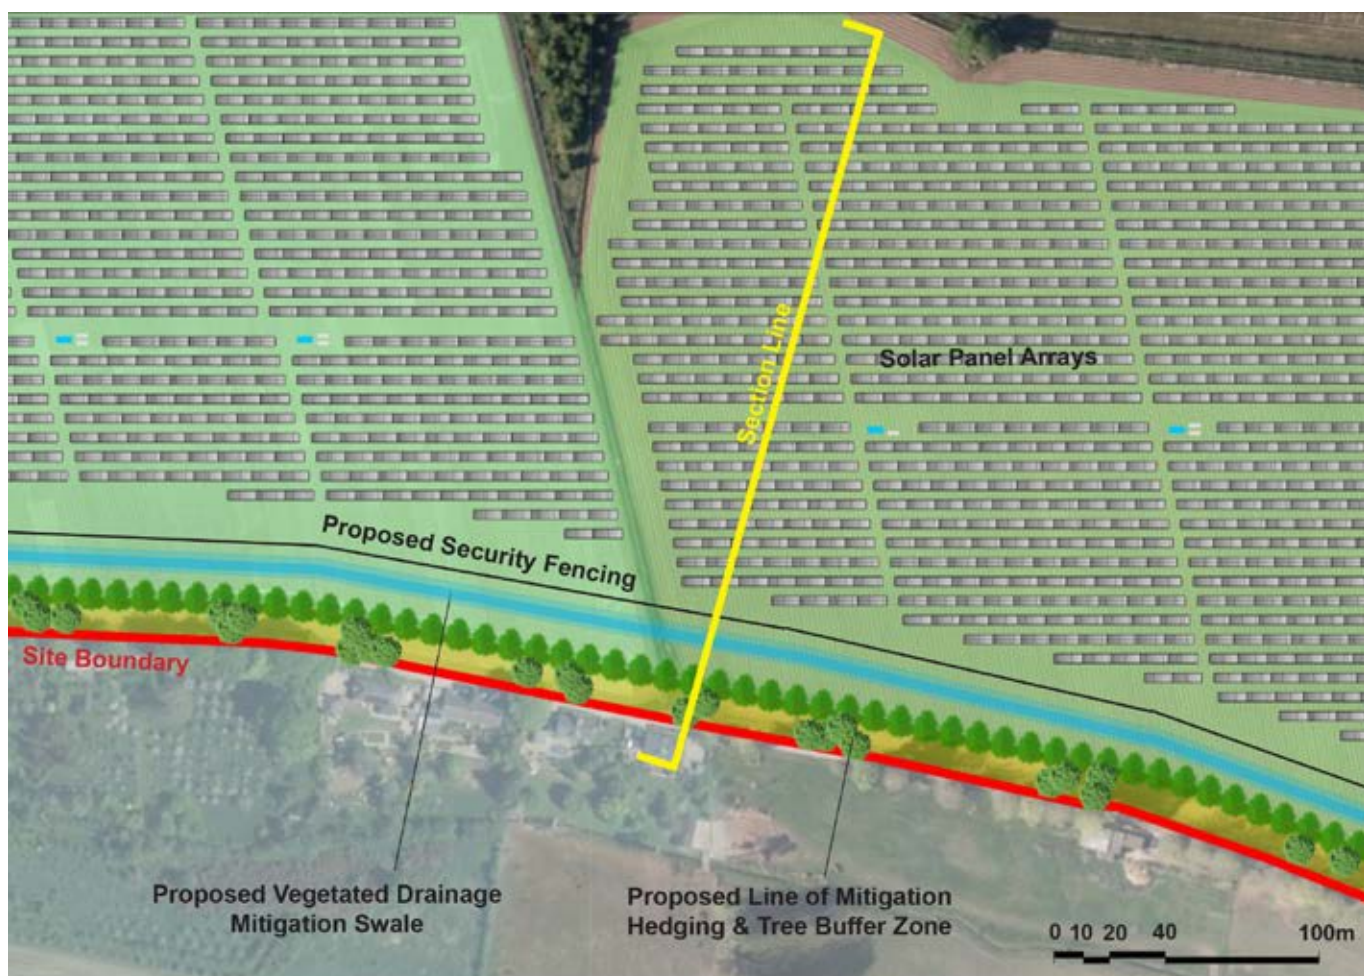 Section Line
Solar Panel Arrays
Proposed Security Fencing
Site Boundary
Proposed Vegetated Drainage
Mitigation Swale
Proposed Line of Mitigation
Hedging & Tree Buffer Zone
0 10 20 40 100m